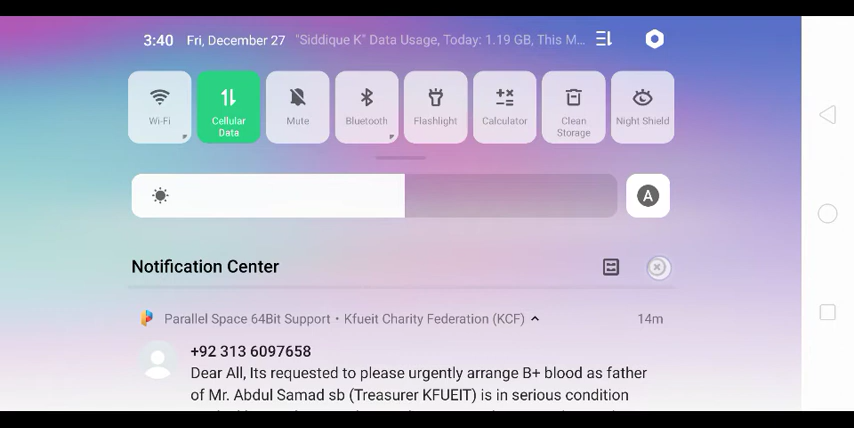 3:40 Fri, December 27 "Siddique K" Data Usage, Today: 1.19 GB, This M...
Wi-Fi
Cellular
Data
Mute
Bluetooth
Flashlight
Calculator
Clean
Storage
Night Shield
A
Notification Center
Parallel Space 64Bit Support • Kfueit Charity Federation (KCF) 14m
+92 313 6097658
Dear All, Its requested to please urgently arrange B+ blood as father
of Mr. Abdul Samad sb (Treasurer KFUEIT) is in serious condition